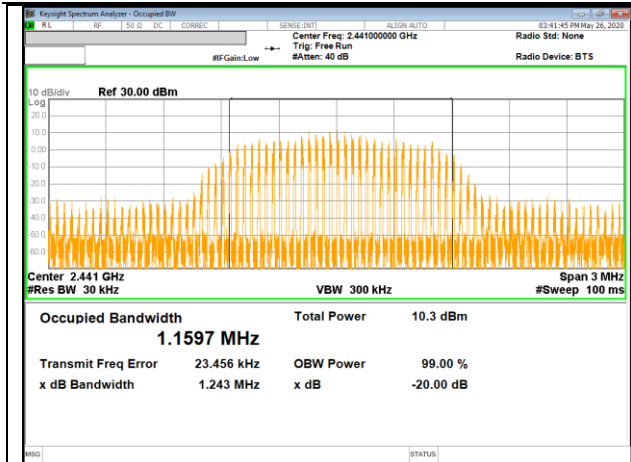 Keysight Spectrum Analyzer - Occupied BW
RL RF 50 Ω DC CORREC SENSE:INT ALIGN AUTO 03:41:45 PM May 26, 2020
Center Freq: 2.441000000 GHz Radio Std: None
Trig: Free Run
#IFGain:Low #Atten: 40 dB Radio Device: BTS
10 dB/div Ref 30.00 dBm
Log
20.0
10.0
0.00
-10.0
-20.0
-30.0
-40.0
-50.0
-60.0
Center 2.441 GHz Span 3 MHz
#Res BW 30 kHz VBW 300 kHz #Sweep 100 ms
Occupied Bandwidth Total Power 10.3 dBm
1.1597 MHz
Transmit Freq Error 23.456 kHz OBW Power 99.00 %
x dB Bandwidth 1.243 MHz x dB -20.00 dB
MSG STATUS